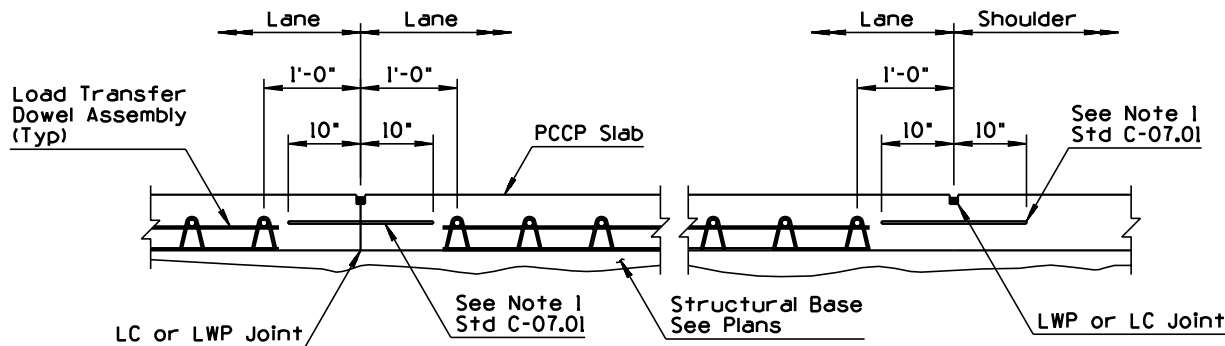 Lane
Lane
Lane
Shoulder
1'-0"
1'-0"
1'-0"
Load Transfer
Dowel Assembly
(Typ)
10"
10"
PCCP Slab
10"
10"
See Note 1
Std C-07.01
See Note 1
Std C-07.01
Structural Base
See Plans
LC or LWP Joint
LWP or LC Joint